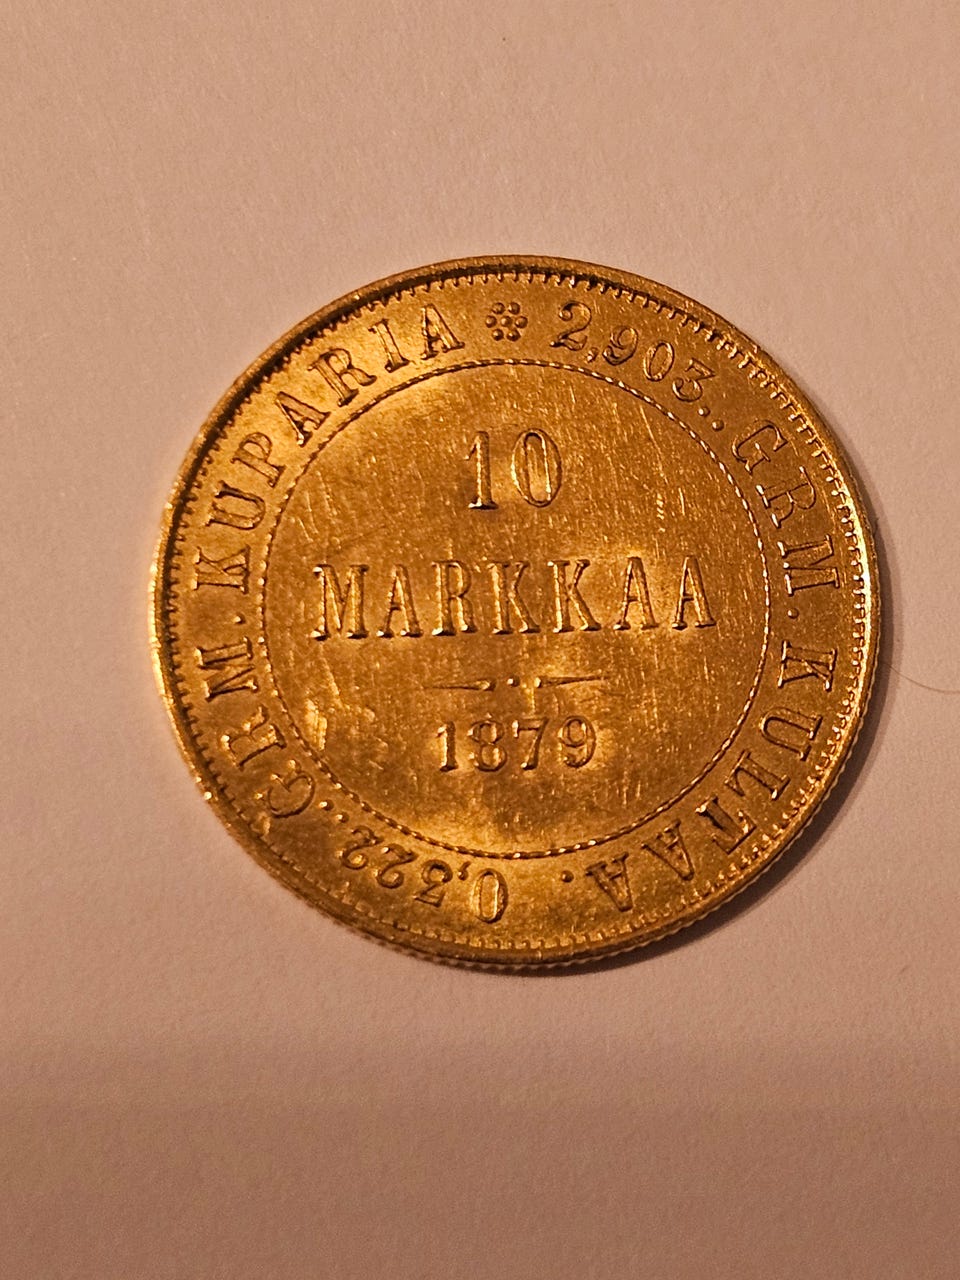 2,903.. GRM. KULTAA. 0,322.. GRM. KUPARIA
10
MARKKAA
1879